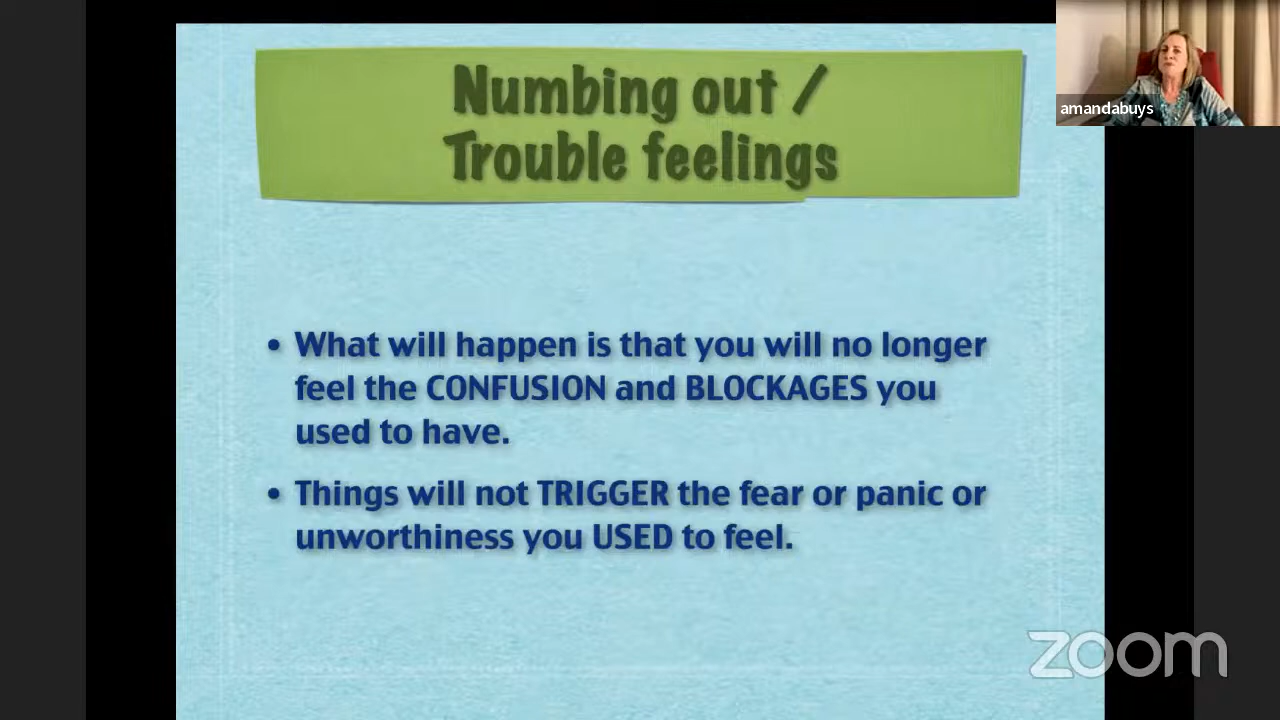 Numbing out /
Trouble feelings
amandabuys
• What will happen is that you will no longer
feel the CONFUSION and BLOCKAGES you
used to have.
• Things will not TRIGGER the fear or panic or
unworthiness you USED to feel.
zoom